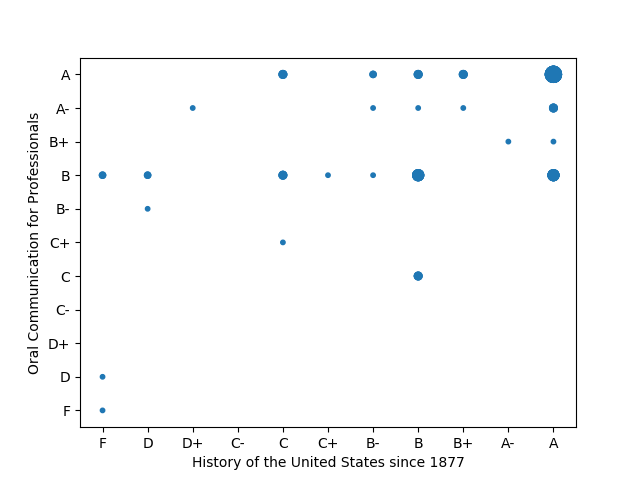 Oral Communication for Professionals
A
A-
B+
B
B-
C+
C
C-
D+
D
F
F D D+ C- C C+ B- B B+ A- A
History of the United States since 1877